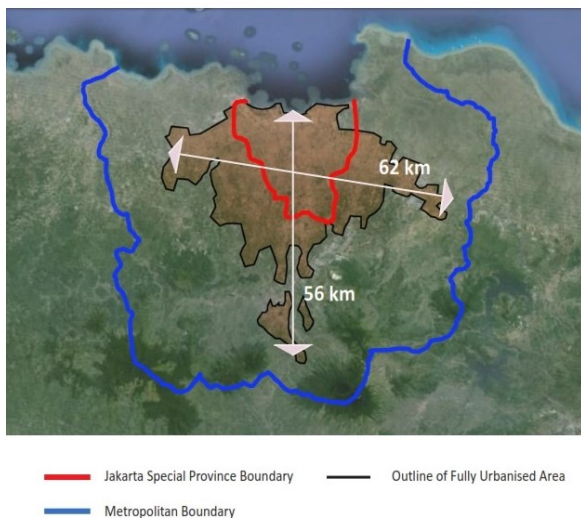 62 km
56 km
Jakarta Special Province Boundary
Outline of Fully Urbanised Area
Metropolitan Boundary